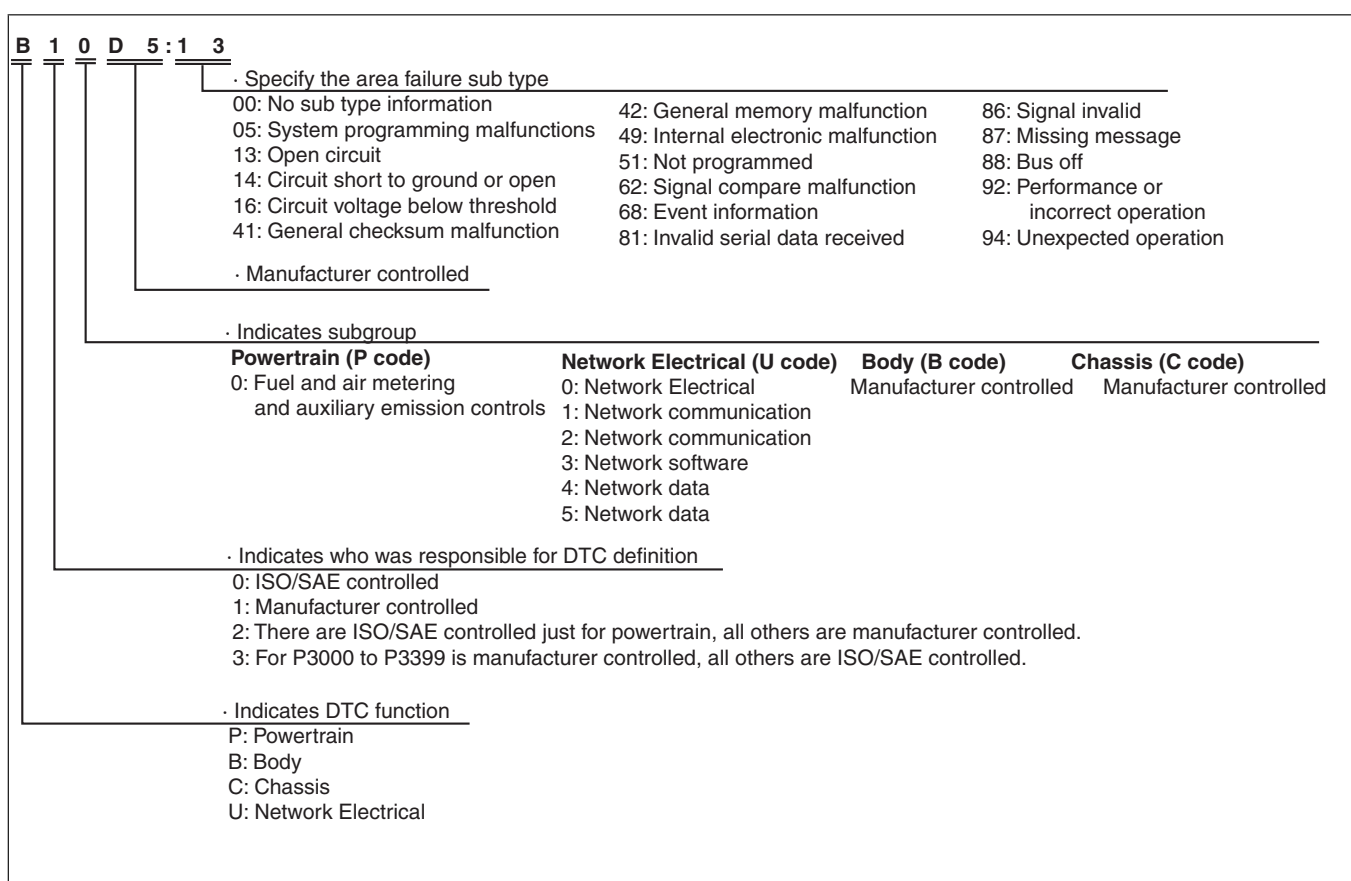 B 1 0 D 5:1 3
· Specify the area failure sub type
00: No sub type information
05: System programming malfunctions
13: Open circuit
14: Circuit short to ground or open
16: Circuit voltage below threshold
41: General checksum malfunction
42: General memory malfunction
49: Internal electronic malfunction
51: Not programmed
62: Signal compare malfunction
68: Event information
81: Invalid serial data received
86: Signal invalid
87: Missing message
88: Bus off
92: Performance or
incorrect operation
94: Unexpected operation
· Manufacturer controlled
· Indicates subgroup
Powertrain (P code)
0: Fuel and air metering
and auxiliary emission controls
Network Electrical (U code)
0: Network Electrical
1: Network communication
2: Network communication
3: Network software
4: Network data
5: Network data
Body (B code)
Manufacturer controlled
Chassis (C code)
Manufacturer controlled
· Indicates who was responsible for DTC definition
0: ISO/SAE controlled
1: Manufacturer controlled
2: There are ISO/SAE controlled just for powertrain, all others are manufacturer controlled.
3: For P3000 to P3399 is manufacturer controlled, all others are ISO/SAE controlled.
· Indicates DTC function
P: Powertrain
B: Body
C: Chassis
U: Network Electrical